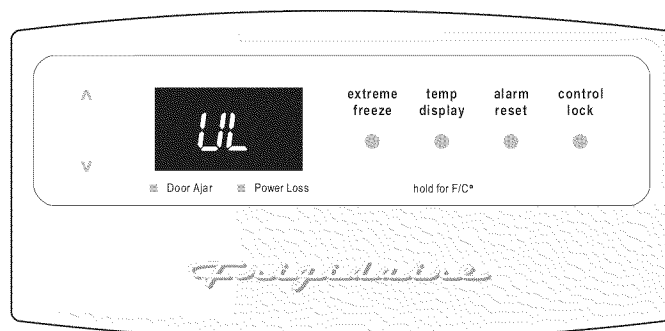 extreme freeze
temp display
alarm reset
control lock
UL
Door Ajar
Power Loss
hold for F/C°
Frigidaire